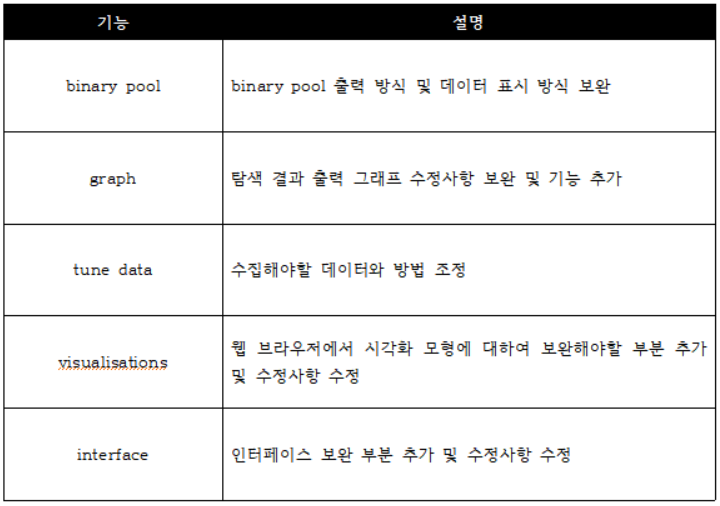 기능 설명
binary pool binary pool 출력 방식 및 데이터 표시 방식 보완
graph 탐색 결과 출력 그래프 수정사항 보완 및 기능 추가
tune data 수집해야할 데이터와 방법 조정
visualisations 웹 브라우저에서 시각화 모형에 대하여 보완해야할 부분 추가
및 수정사항 수정
interface 인터페이스 보완 부분 추가 및 수정사항 수정